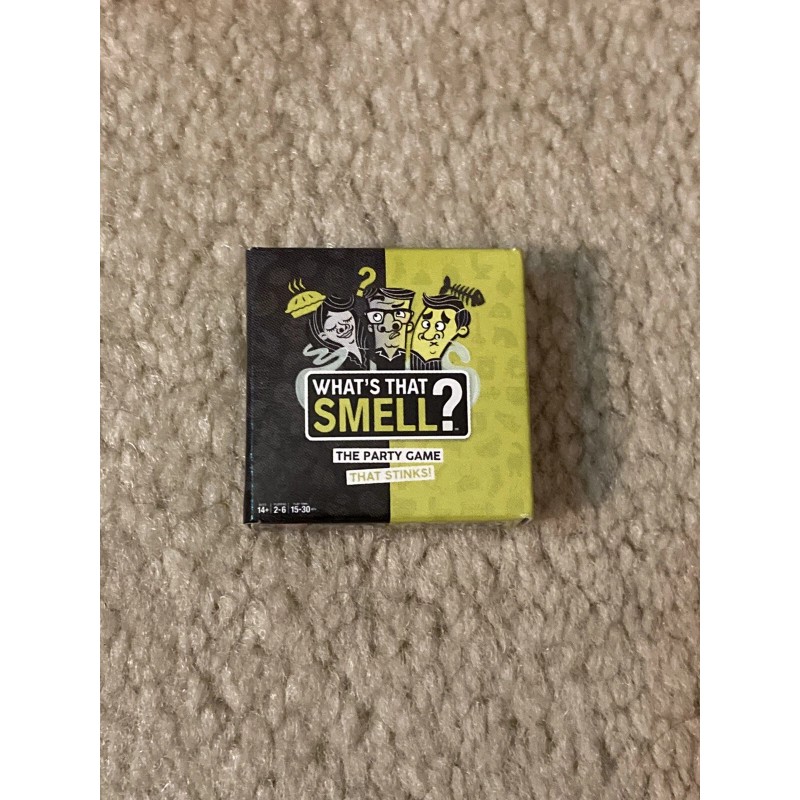 ?
WHAT'S THAT
SMELL?
THE PARTY GAME
THAT STINKS!
14+ 2-6 15-30